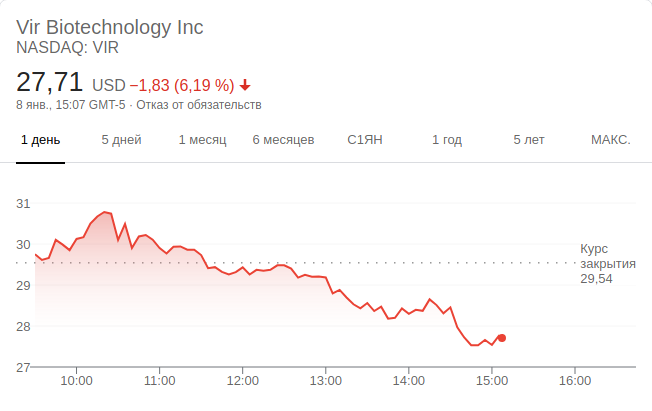 Vir Biotechnology Inc
NASDAQ: VIR
27,71 USD −1,83 (6,19 %)
8 янв., 15:07 GMT-5 · Отказ от обязательств
1 день 5 дней 1 месяц 6 месяцев С1ЯН 1 год 5 лет МАКС.
31
30
Курс
закрытия
29,54
29
28
27
10:00 11:00 12:00 13:00 14:00 15:00 16:00